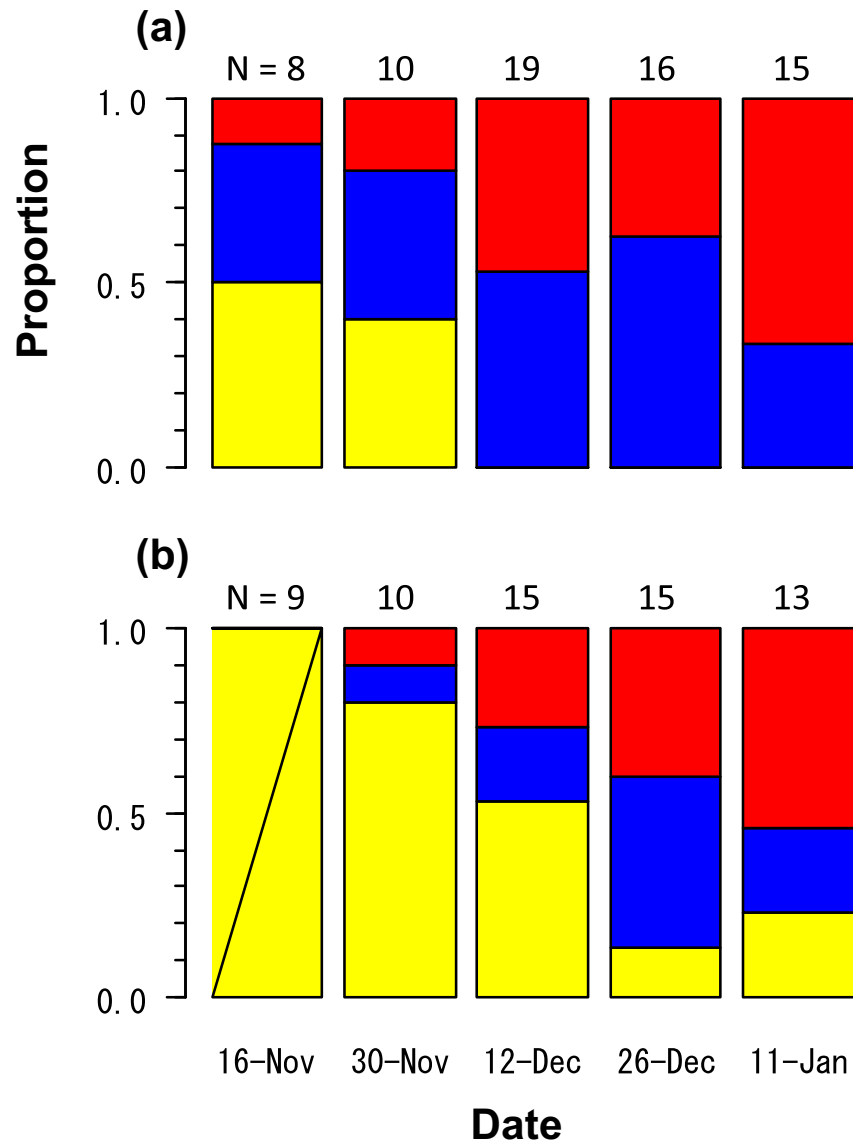 (a)
N = 8 10 19 16 15
1.0
0.5
0.0
Proportion
(b)
N = 9 10 15 15 13
1.0
0.5
0.0
16-Nov 30-Nov 12-Dec 26-Dec 11-Jan
Date